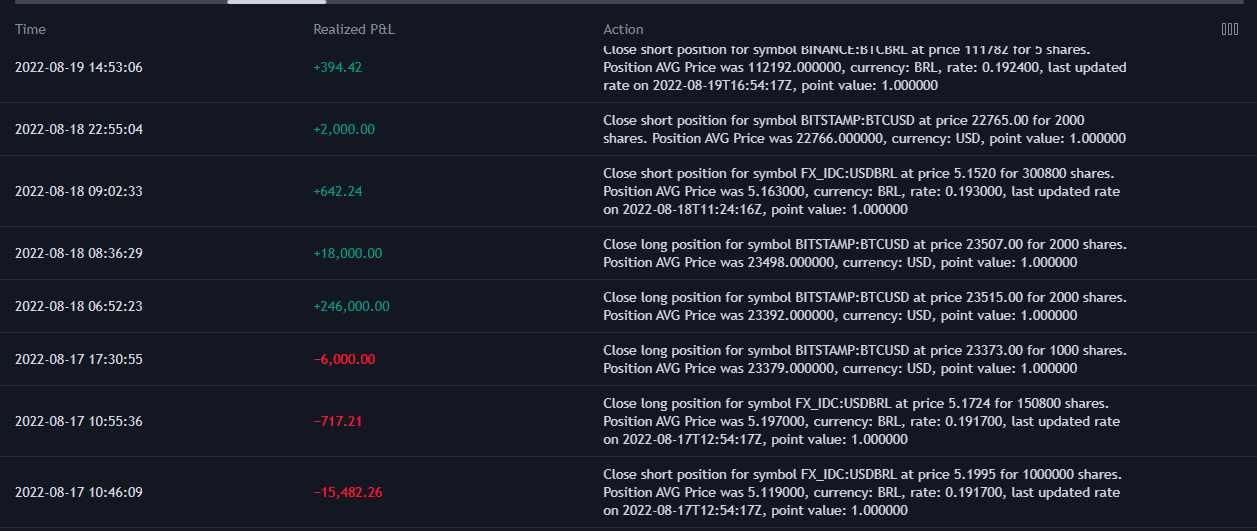 Time Realized P&L Action
Close short position for symbol BINANCE:BTCBRL at price 111782 for 5 shares.
2022-08-19 14:53:06 +394.42 Position AVG Price was 112192.000000, currency: BRL, rate: 0.192400, last updated
rate on 2022-08-19T16:54:17Z, point value: 1.000000
Close short position for symbol BITSTAMP:BTCUSD at price 22765.00 for 2000
2022-08-18 22:55:04 +2,000.00
shares. Position AVG Price was 22766.000000, currency: USD, point value: 1.000000
Close short position for symbol FX_IDC:USDBRL at price 5.1520 for 300800 shares.
2022-08-18 09:02:33 +642.24 Position AVG Price was 5.163000, currency: BRL, rate: 0.193000, last updated rate
on 2022-08-18T11:24:16Z, point value: 1.000000
Close long position for symbol BITSTAMP:BTCUSD at price 23507.00 for 2000 shares.
2022-08-18 08:36:29 +18,000.00
Position AVG Price was 23498.000000, currency: USD, point value: 1.000000
Close long position for symbol BITSTAMP:BTCUSD at price 23515.00 for 2000 shares.
2022-08-18 06:52:23 +246,000.00
Position AVG Price was 23392.000000, currency: USD, point value: 1.000000
Close long position for symbol BITSTAMP:BTCUSD at price 23373.00 for 1000 shares.
2022-08-17 17:30:55 −6,000.00
Position AVG Price was 23379.000000, currency: USD, point value: 1.000000
Close long position for symbol FX_IDC:USDBRL at price 5.1724 for 150800 shares.
2022-08-17 10:55:36 −717.21 Position AVG Price was 5.197000, currency: BRL, rate: 0.191700, last updated rate
on 2022-08-17T12:54:17Z, point value: 1.000000
Close short position for symbol FX_IDC:USDBRL at price 5.1995 for 1000000 shares.
2022-08-17 10:46:09 −15,482.26 Position AVG Price was 5.119000, currency: BRL, rate: 0.191700, last updated rate
on 2022-08-17T12:54:17Z, point value: 1.000000